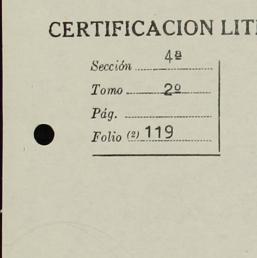 CERTIFICACION LIT
Sección 4ª
Tomo 2º
Pág.
Folio (2) 119